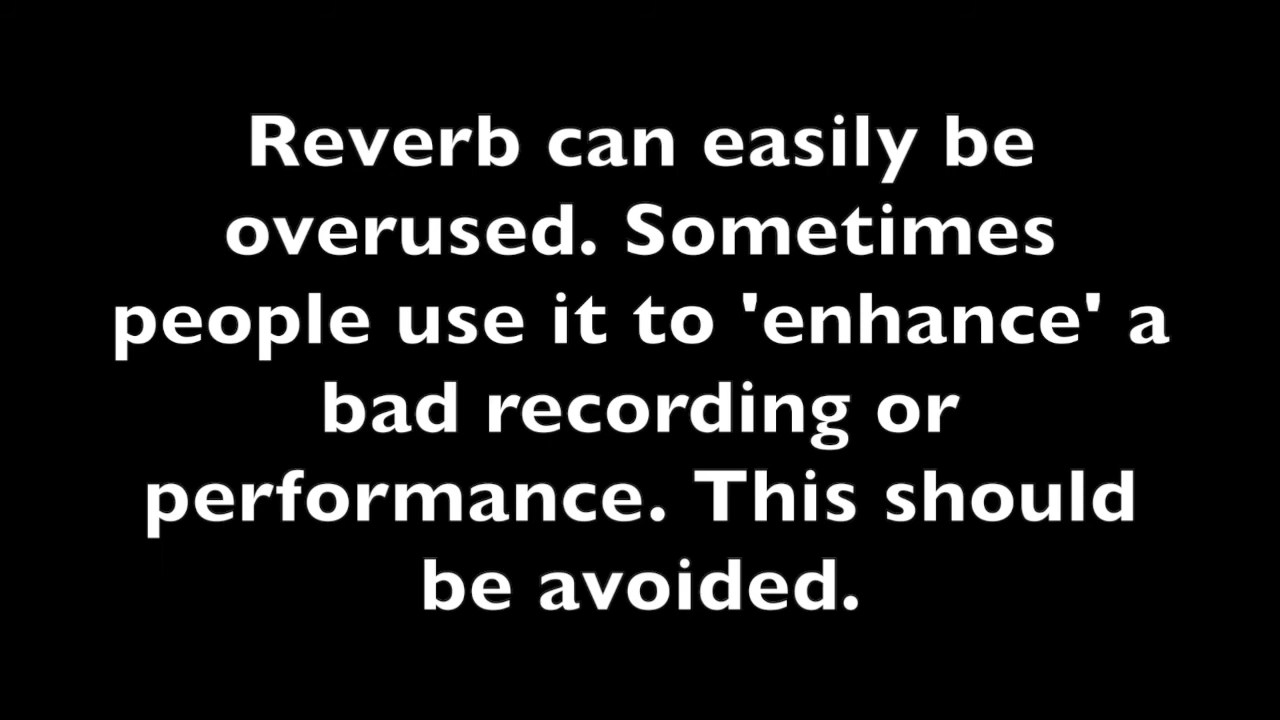 Reverb can easily be
overused. Sometimes
people use it to 'enhance' a
bad recording or
performance. This should
be avoided.